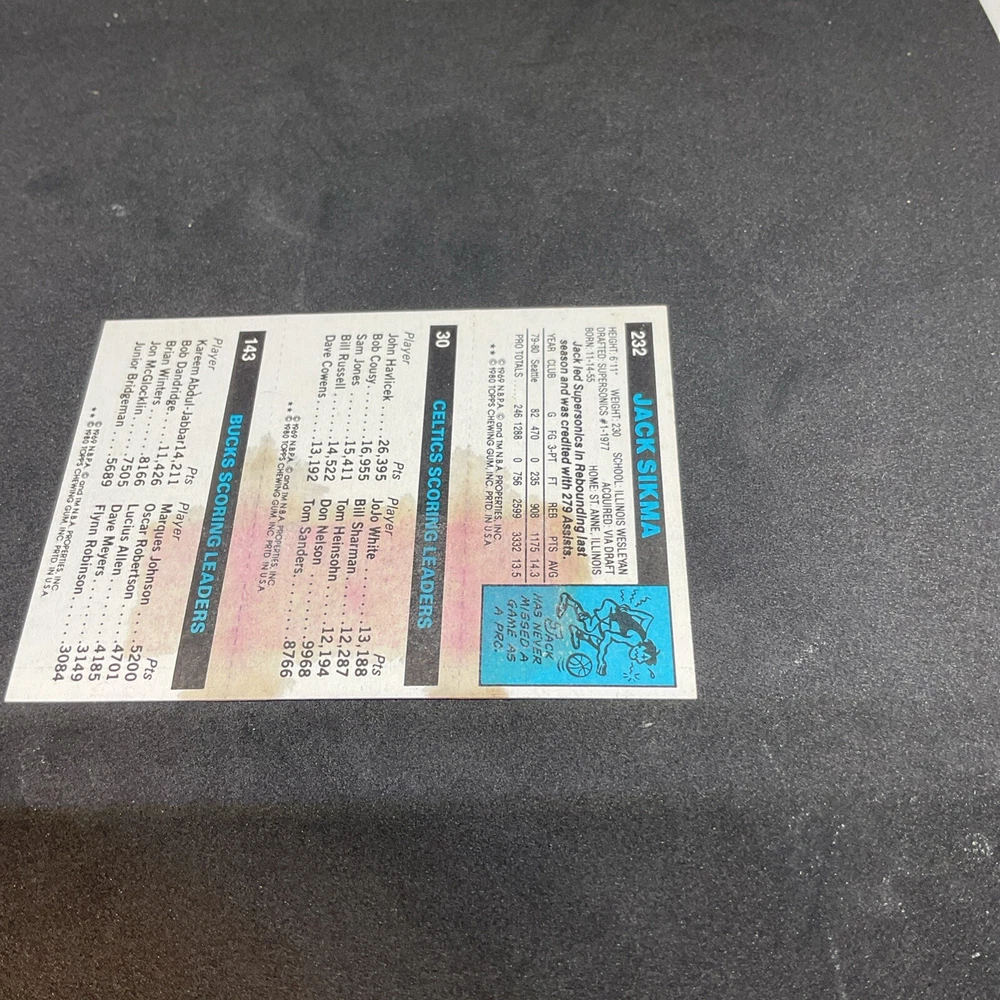 232 JACK SIKMA
HEIGHT: 6'11" WEIGHT: 230 SCHOOL: ILLINOIS WESLEYAN
DRAFTED: SUPERSONICS #1-1977 ACQUIRED: VIA DRAFT
BORN: 11-14-55 HOME: ST. ANNE, ILLINOIS
Jack led Supersonics in Rebounding last
season and was credited with 279 Assists.
YEAR CLUB G FG 3-PT FT REB PTS AVG
79-80 Seattle 82 470 0 235 908 1175 14.3
PRO TOTALS.... 246 1288 0 756 2599 3332 13.5
** © 1969 N.B.P.A. © and TM N.B.A. PROPERTIES, INC.
© 1980 TOPPS CHEWING GUM, INC. PRTD. IN U.S.A.
JACK
HAS NEVER
MISSED A
GAME AS
A PRO.
30 CELTICS SCORING LEADERS
Player Pts Player Pts
John Havlicek.....26,395 JoJo White.....13,188
Bob Cousy.....16,955 Bill Sharman....12,287
Sam Jones.....15,411 Tom Heinsohn .12,194
Bill Russell.....14,522 Don Nelson.....9968
Dave Cowens.....13,192 Tom Sanders.....8766
** © 1969 N.B.P.A. © and TM N.B.A. PROPERTIES, INC.
© 1980 TOPPS CHEWING GUM, INC. PRTD. IN U.S.A.
143 BUCKS SCORING LEADERS
Player Pts Player Pts
Kareem Abdul-Jabbar14,211 Marques Johnson 5200
Bob Dandridge.....11,426 Oscar Robertson .4701
Brian Winters.....8166 Lucius Allen .....4185
Jon McGlocklin.....7505 Dave Meyers.....3149
Junior Bridgeman .....5689 Flynn Robinson ....3084
** © 1969 N.B.P.A. © and TM N.B.A. PROPERTIES, INC.
© 1980 TOPPS CHEWING GUM, INC. PRTD. IN U.S.A.